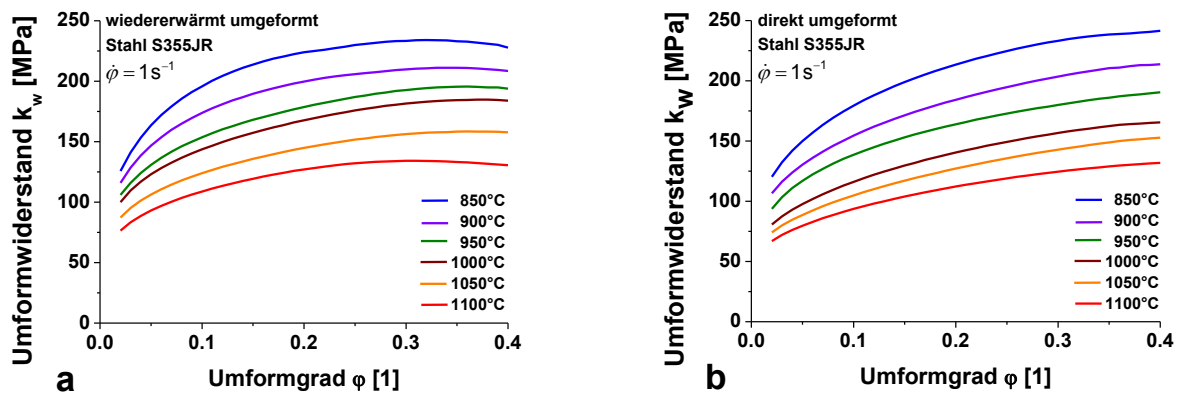 wiedererwärmt umgeformt
Stahl S355JR
φ̇ = 1s⁻¹
Umformwiderstand k_w [MPa]
250
200
150
100
50
0
850°C
900°C
950°C
1000°C
1050°C
1100°C
0.0 0.1 0.2 0.3 0.4
Umformgrad φ [1]
a
direkt umgeformt
Stahl S355JR
φ̇ = 1s⁻¹
Umformwiderstand k_w [MPa]
250
200
150
100
50
0
850°C
900°C
950°C
1000°C
1050°C
1100°C
0.0 0.1 0.2 0.3 0.4
Umformgrad φ [1]
b